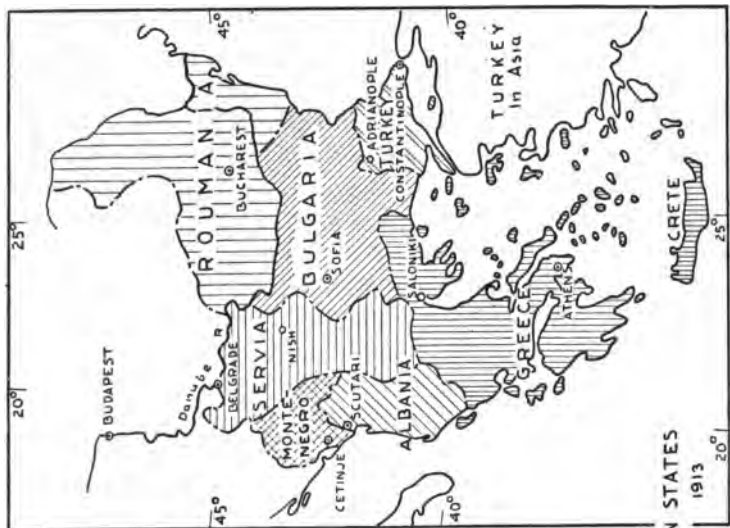 20°
25°
BUDAPEST
Danube R
45°
45°
ROUMANIA
BELGRADE
BUCHAREST
SERVIA
NISH
MONTE
NEGRO
BULGARIA
SOFIA
CETINJE
SCUTARI
ADRIANOPLE
TURKEY
CONSTANTINOPLE
ALBANIA
SALONIKI
40°
40°
TURKEY
In Asia
GREECE
ATHENS
N STATES
1913
CRETE
20°
25°